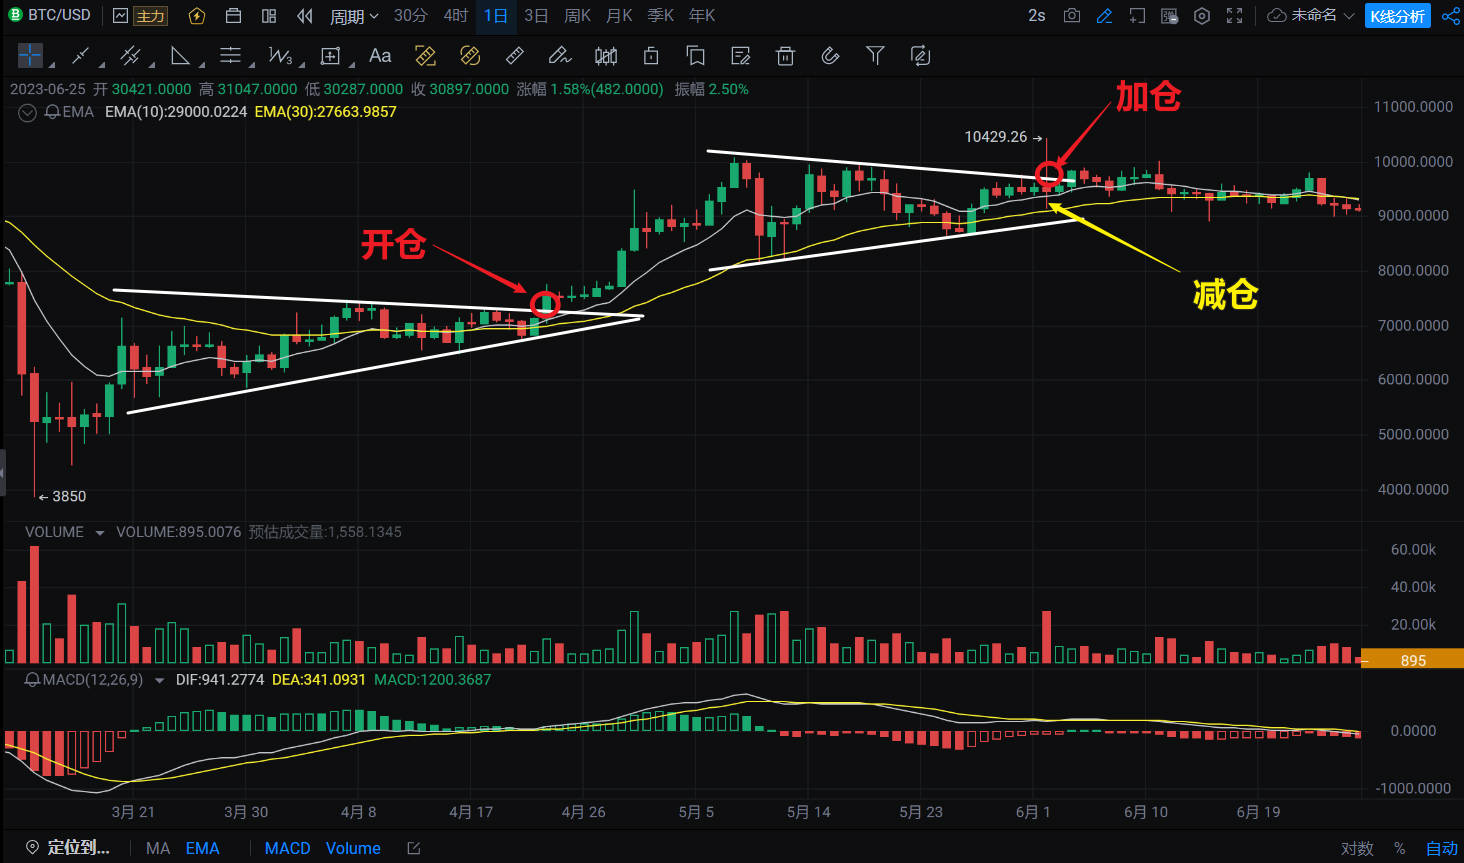 BTC/USD 主力 周期 30分 4时 1日 3日 周K 月K 季K 年K 2s 未命名 K线分析
W3 Aa
2023-06-25 开 30421.0000 高 31047.0000 低 30287.0000 收 30897.0000 涨幅 1.58%(482.0000) 振幅 2.50%
EMA EMA(10):29000.0224 EMA(30):27663.9857
加仓
11000.0000
10429.26
10000.0000
9000.0000
开仓
8000.0000
减仓
7000.0000
6000.0000
5000.0000
4000.0000
3850
VOLUME VOLUME:895.0076 预估成交量:1,558.1345
60.00k
40.00k
20.00k
895
MACD(12,26,9) DIF:941.2774 DEA:341.0931 MACD:1200.3687
0.0000
-1000.0000
3月 21 3月 30 4月 8 4月 17 4月 26 5月 5 5月 14 5月 23 6月 1 6月 10 6月 19
定位到... MA EMA MACD Volume 对数 % 自动